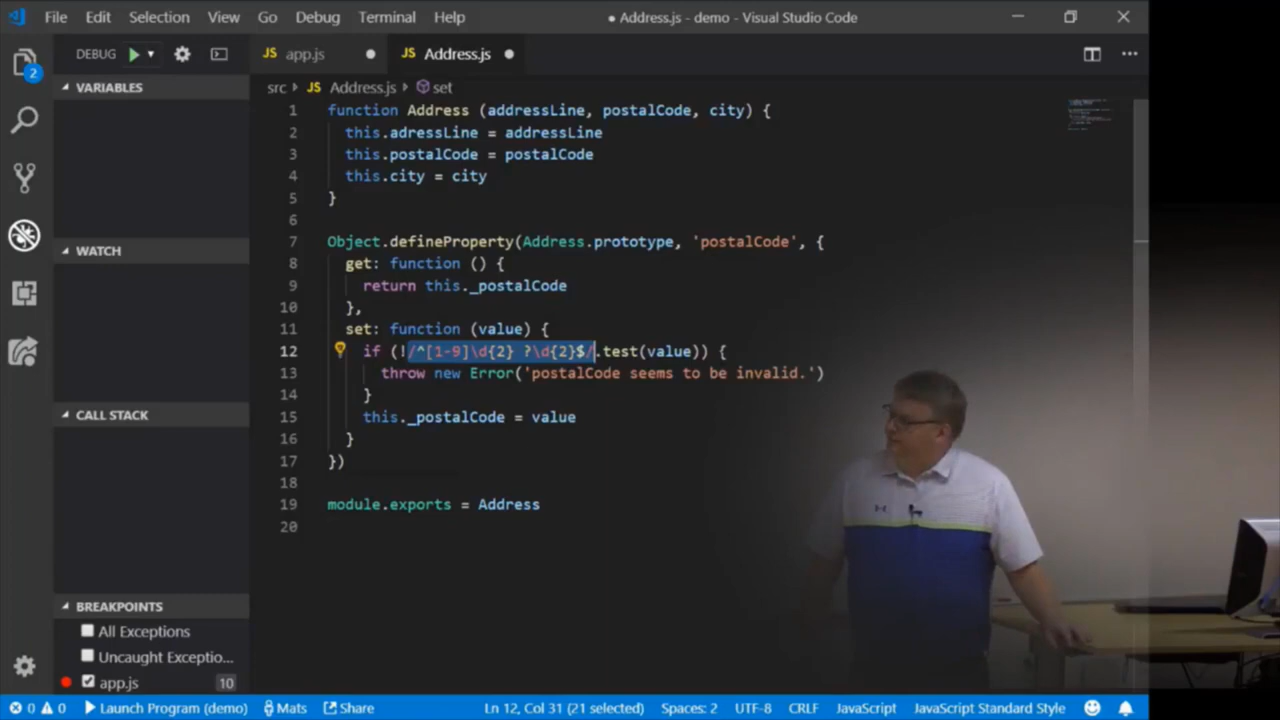 File Edit Selection View Go Debug Terminal Help ● Address.js - demo - Visual Studio Code
DEBUG
JS app.js
JS Address.js
2
src JS Address.js set
VARIABLES
WATCH
CALL STACK
BREAKPOINTS
All Exceptions
Uncaught Exceptio...
app.js 10
1 function Address (addressLine, postalCode, city) {
2 this.adressLine = addressLine
3 this.postalCode = postalCode
4 this.city = city
5 }
6
7 Object.defineProperty(Address.prototype, 'postalCode', {
8 get: function () {
9 return this._postalCode
10 },
11 set: function (value) {
12 if (!/^[1-9]\d{2} ?\d{2}$/.test(value)) {
13 throw new Error('postalCode seems to be invalid.')
14 }
15 this._postalCode = value
16 }
17 })
18
19 module.exports = Address
20
0 0 Launch Program (demo) Mats Share Ln 12, Col 31 (21 selected) Spaces: 2 UTF-8 CRLF JavaScript JavaScript Standard Style